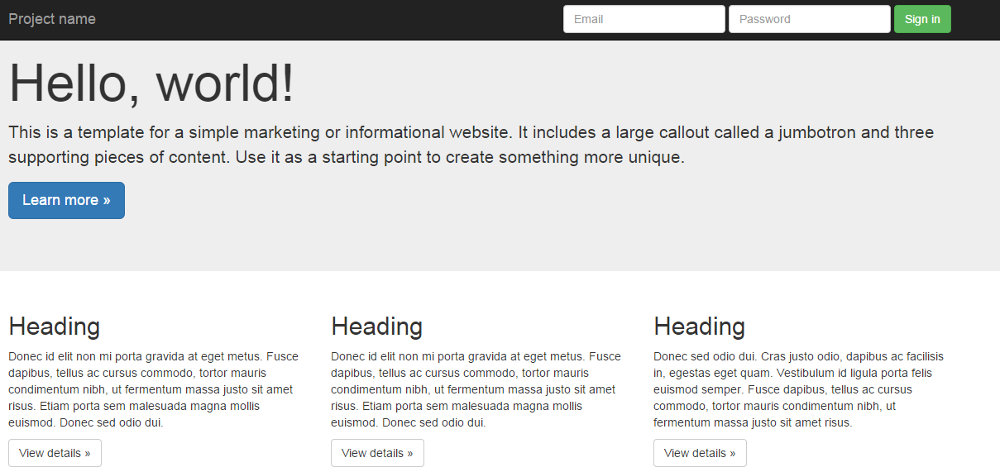 Project name
Email
Password
Sign in
Hello, world!
This is a template for a simple marketing or informational website. It includes a large callout called a jumbotron and three
supporting pieces of content. Use it as a starting point to create something more unique.
Learn more »
Heading
Donec id elit non mi porta gravida at eget metus. Fusce
dapibus, tellus ac cursus commodo, tortor mauris
condimentum nibh, ut fermentum massa justo sit amet
risus. Etiam porta sem malesuada magna mollis
euismod. Donec sed odio dui.
View details »
Heading
Donec id elit non mi porta gravida at eget metus. Fusce
dapibus, tellus ac cursus commodo, tortor mauris
condimentum nibh, ut fermentum massa justo sit amet
risus. Etiam porta sem malesuada magna mollis
euismod. Donec sed odio dui.
View details »
Heading
Donec sed odio dui. Cras justo odio, dapibus ac facilisis
in, egestas eget quam. Vestibulum id ligula porta felis
euismod semper. Fusce dapibus, tellus ac cursus
commodo, tortor mauris condimentum nibh, ut
fermentum massa justo sit amet risus.
View details »